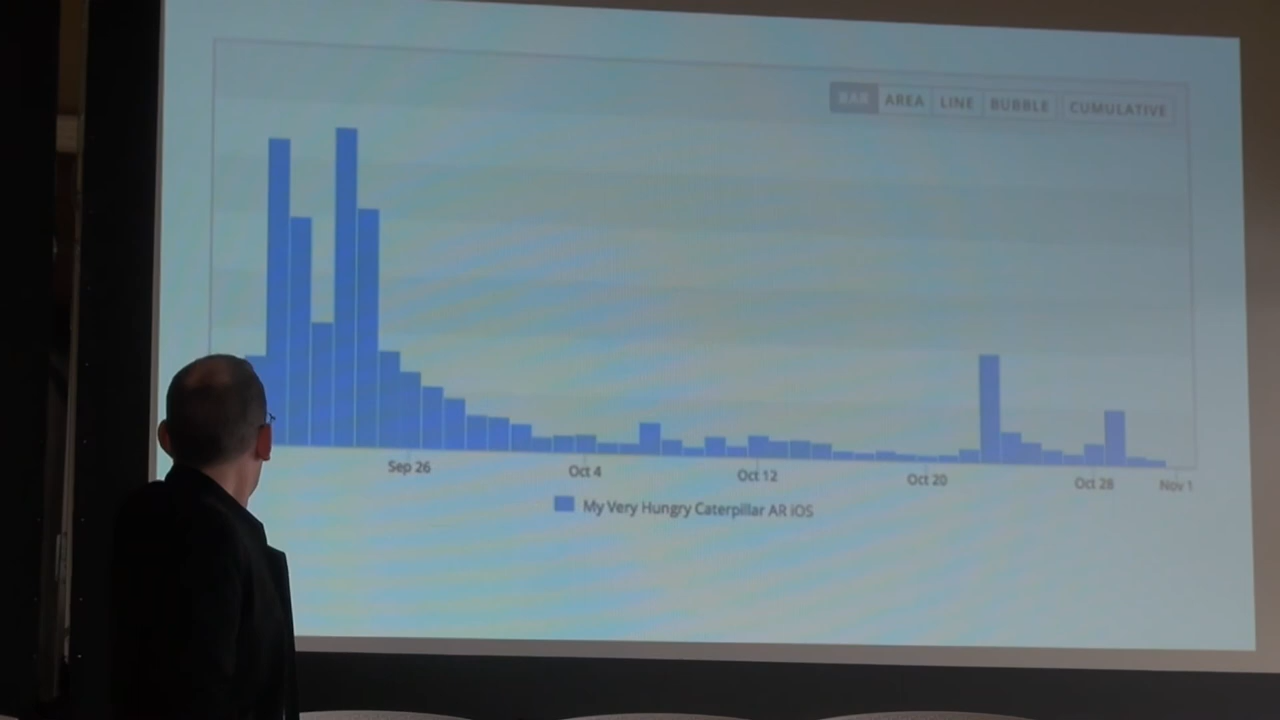 BAR AREA LINE BUBBLE CUMULATIVE
Sep 26 Oct 4 Oct 12 Oct 20 Oct 28 Nov 1
My Very Hungry Caterpillar AR iOS